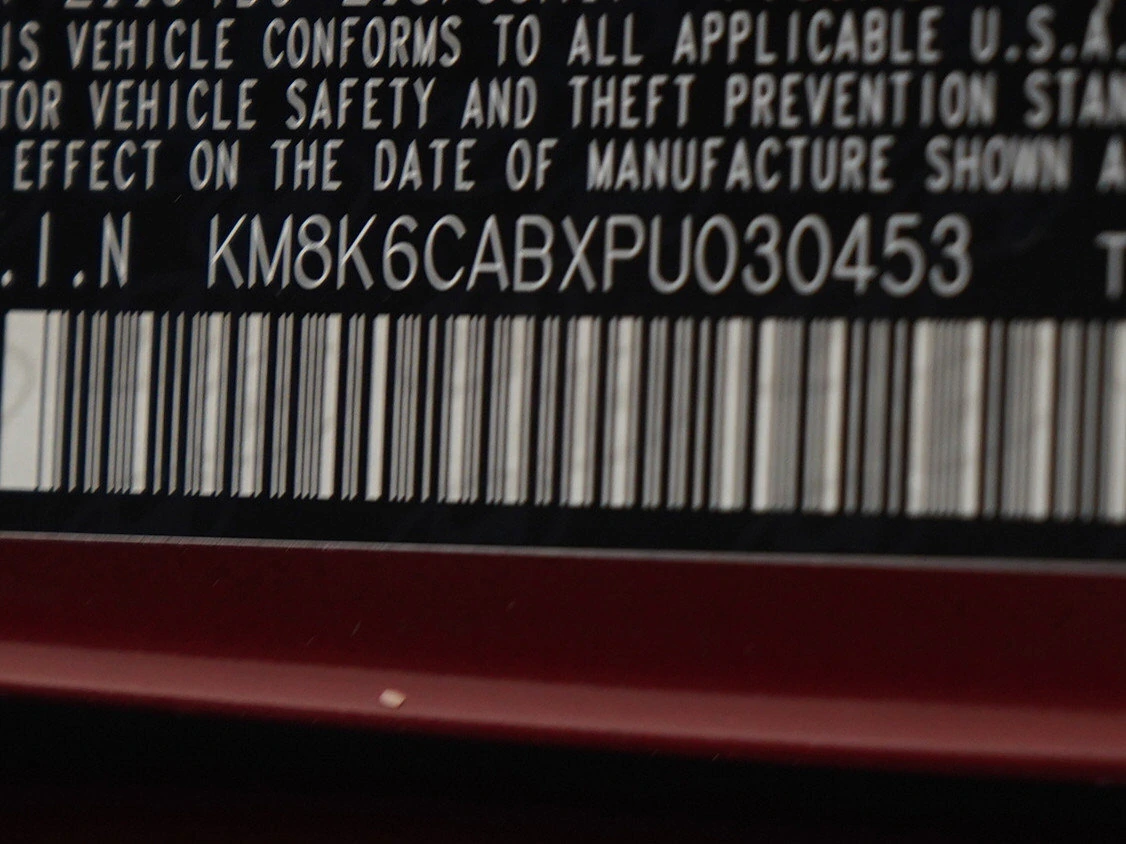 IS VEHICLE CONFORMS TO ALL APPLICABLE U.S.A.
TOR VEHICLE SAFETY AND THEFT PREVENTION STAN
EFFECT ON THE DATE OF MANUFACTURE SHOWN A
.I.N KM8K6CABXPU030453 T